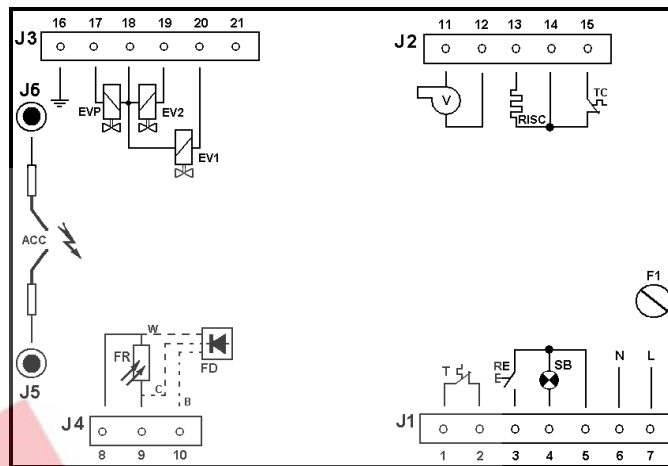 16 17 18 19 20 21
J3
11 12 13 14 15
J2
J6
EVP
EV2
EV1
V
RISC
TC
ACC
F1
J5
W
FR
FD
C
B
J4
8 9 10
T
RE
E
SB
N L
J1
1 2 3 4 5 6 7